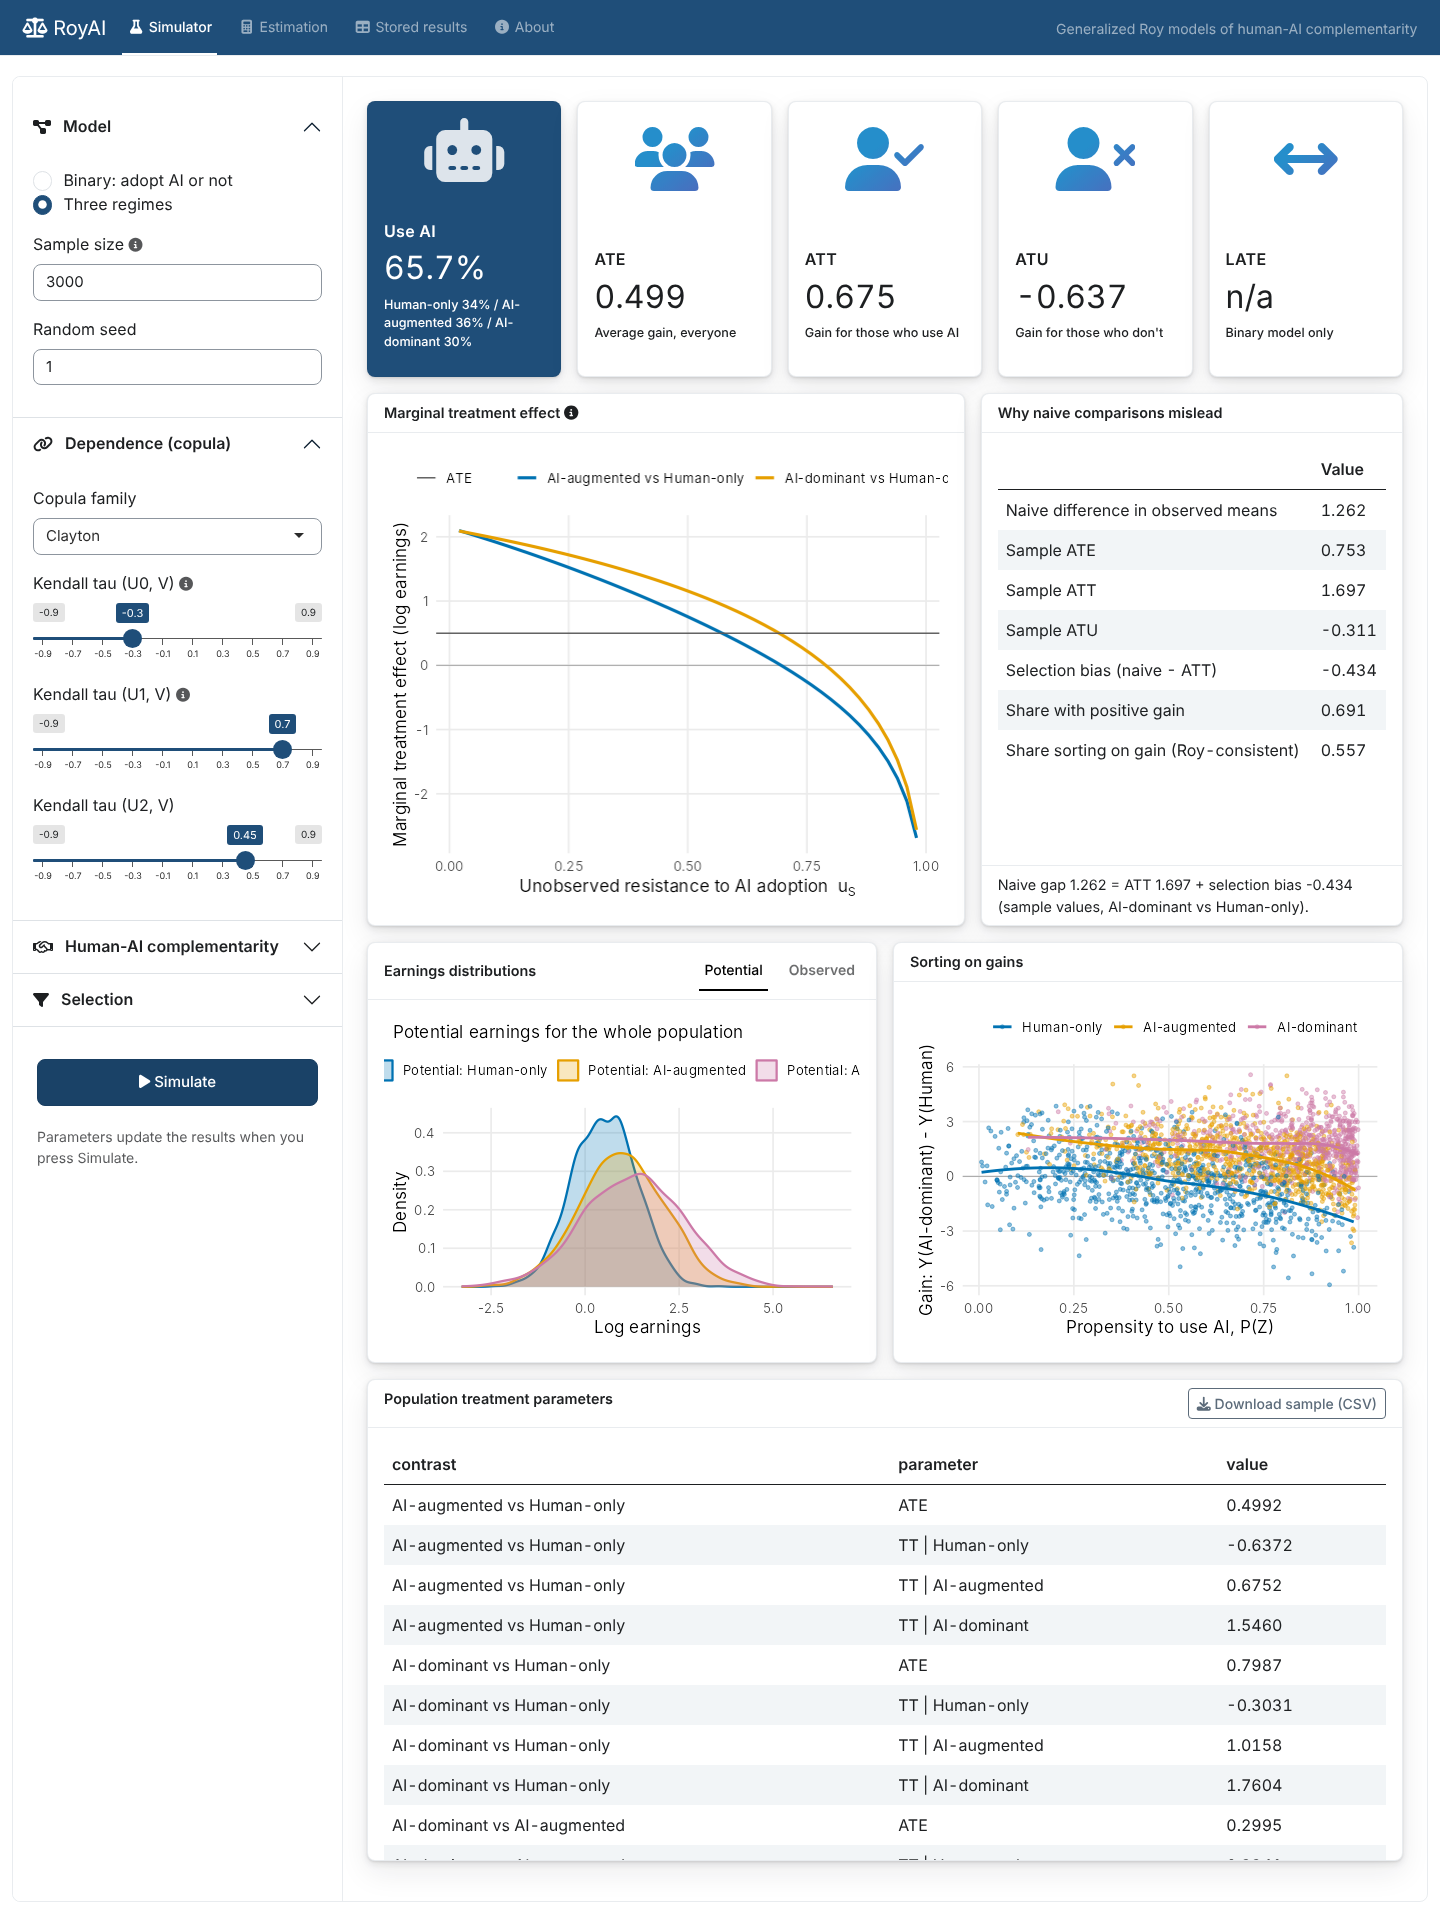 RoyAI Simulator Estimation Stored results About Generalized Roy models of human-AI complementarity
Model
Binary: adopt AI or not
Three regimes
Sample size
3000
Random seed
1
Dependence (copula)
Copula family
Clayton
Kendall tau (U0, V)
-0.9 -0.3 0.9
-0.9 -0.7 -0.5 -0.3 -0.1 0.1 0.3 0.5 0.7 0.9
Kendall tau (U1, V)
-0.9 0.7
-0.9 -0.7 -0.5 -0.3 -0.1 0.1 0.3 0.5 0.7 0.9
Kendall tau (U2, V)
-0.9 0.45 0.9
-0.9 -0.7 -0.5 -0.3 -0.1 0.1 0.3 0.5 0.7 0.9
Human-AI complementarity
Selection
Simulate
Parameters update the results when you
press Simulate.
Use AI
65.7%
Human-only 34% / AI-
augmented 36% / AI-
dominant 30%
ATE
0.499
Average gain, everyone
ATT
0.675
Gain for those who use AI
ATU
-0.637
Gain for those who don't
LATE
n/a
Binary model only
Marginal treatment effect
ATE AI-augmented vs Human-only AI-dominant vs Human-c
Marginal treatment effect (log earnings)
2
1
0
-1
-2
0.00 0.25 0.50 0.75 1.00
Unobserved resistance to AI adoption uS
Why naive comparisons mislead
Value
Naive difference in observed means 1.262
Sample ATE 0.753
Sample ATT 1.697
Sample ATU -0.311
Selection bias (naive - ATT) -0.434
Share with positive gain 0.691
Share sorting on gain (Roy-consistent) 0.557
Naive gap 1.262 = ATT 1.697 + selection bias -0.434
(sample values, AI-dominant vs Human-only).
Earnings distributions Potential Observed
Potential earnings for the whole population
Potential: Human-only Potential: AI-augmented Potential: A
Density
0.4
0.3
0.2
0.1
0.0
-2.5 0.0 2.5 5.0
Log earnings
Sorting on gains
Human-only AI-augmented AI-dominant
Gain: Y(AI-dominant) - Y(Human)
6
3
0
-3
-6
0.00 0.25 0.50 0.75 1.00
Propensity to use AI, P(Z)
Population treatment parameters Download sample (CSV)
contrast parameter value
AI-augmented vs Human-only ATE 0.4992
AI-augmented vs Human-only TT | Human-only -0.6372
AI-augmented vs Human-only TT | AI-augmented 0.6752
AI-augmented vs Human-only TT | AI-dominant 1.5460
AI-dominant vs Human-only ATE 0.7987
AI-dominant vs Human-only TT | Human-only -0.3031
AI-dominant vs Human-only TT | AI-augmented 1.0158
AI-dominant vs Human-only TT | AI-dominant 1.7604
AI-dominant vs AI-augmented ATE 0.2995